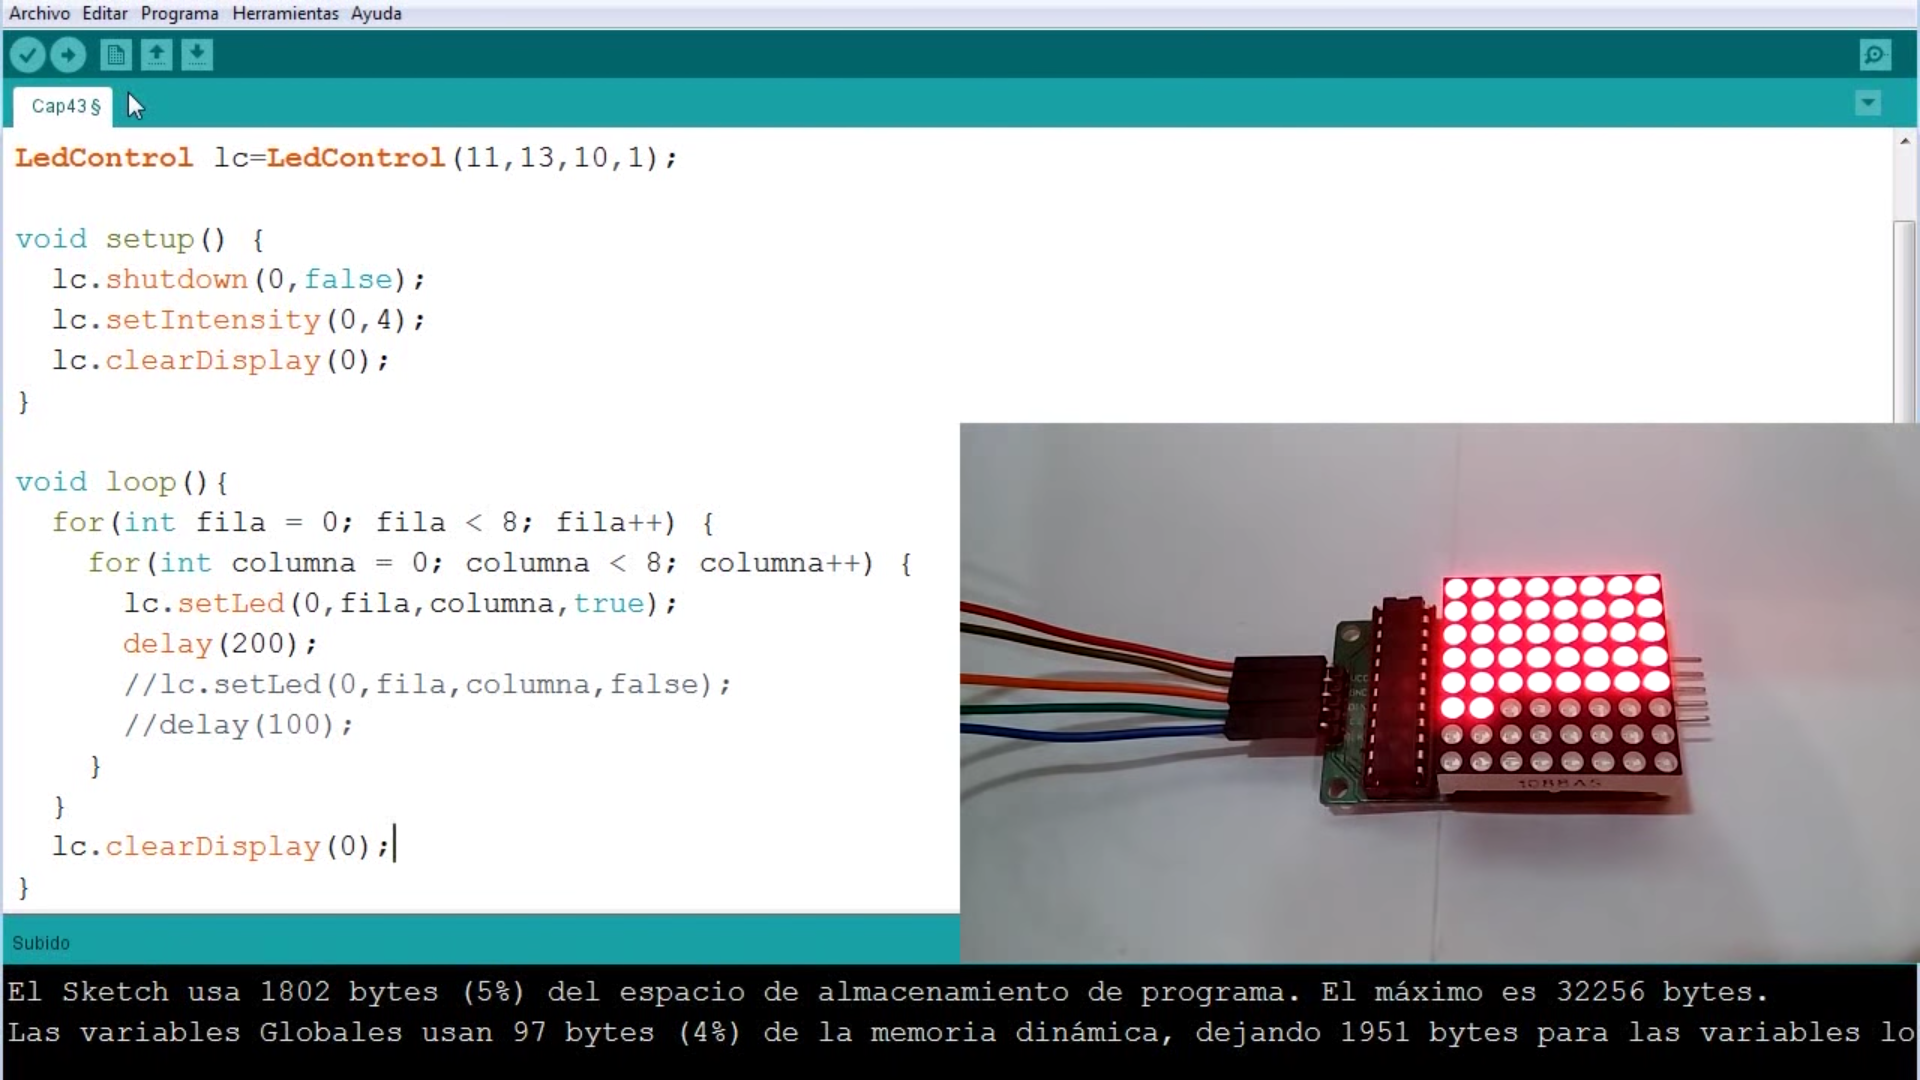 Archivo Editar Programa Herramientas Ayuda
Cap43 §
LedControl lc=LedControl(11,13,10,1);
void setup() {
lc.shutdown(0,false);
lc.setIntensity(0,4);
lc.clearDisplay(0);
}
void loop(){
for(int fila = 0; fila < 8; fila++) {
for(int columna = 0; columna < 8; columna++) {
lc.setLed(0,fila,columna,true);
delay(200);
//lc.setLed(0,fila,columna,false);
//delay(100);
}
}
lc.clearDisplay(0);
}
1088AS
Subido
El Sketch usa 1802 bytes (5%) del espacio de almacenamiento de programa. El máximo es 32256 bytes.
Las variables Globales usan 97 bytes (4%) de la memoria dinámica, dejando 1951 bytes para las variables lo